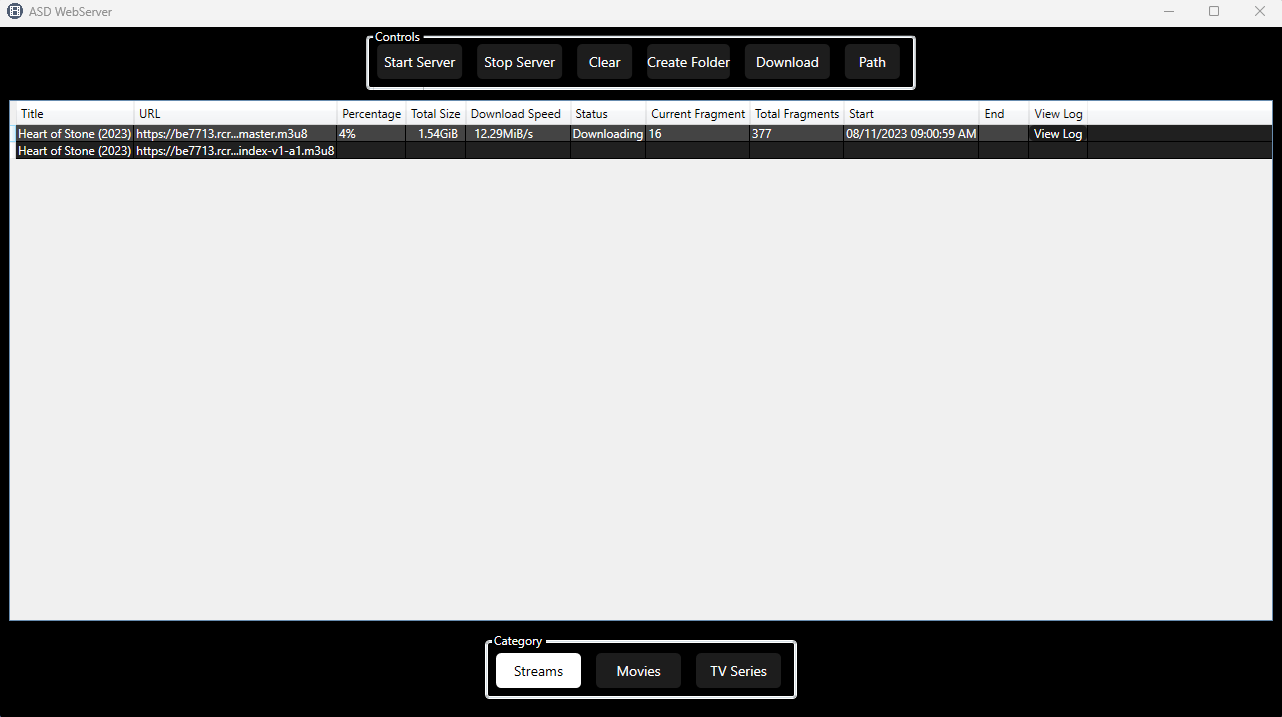 ASD WebServer
Controls
Start Server Stop Server Clear Create Folder Download Path
Title URL Percentage Total Size Download Speed Status Current Fragment Total Fragments Start End View Log
Heart of Stone (2023) https://be7713.rcr...master.m3u8 4% 1.54GiB 12.29MiB/s Downloading 16 377 08/11/2023 09:00:59 AM View Log
Heart of Stone (2023) https://be7713.rcr...index-v1-a1.m3u8
Category
Streams Movies TV Series